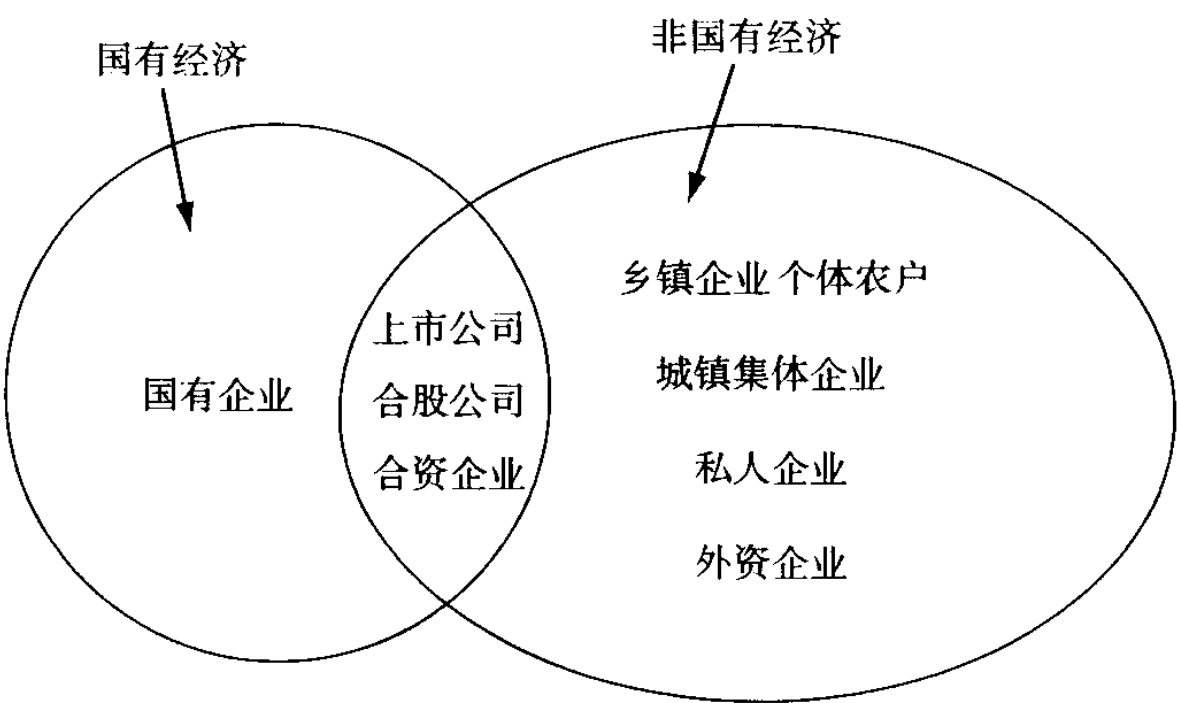 国有经济
非国有经济
国有企业
上市公司
合股公司
合资企业
乡镇企业 个体农户
城镇集体企业
私人企业
外资企业